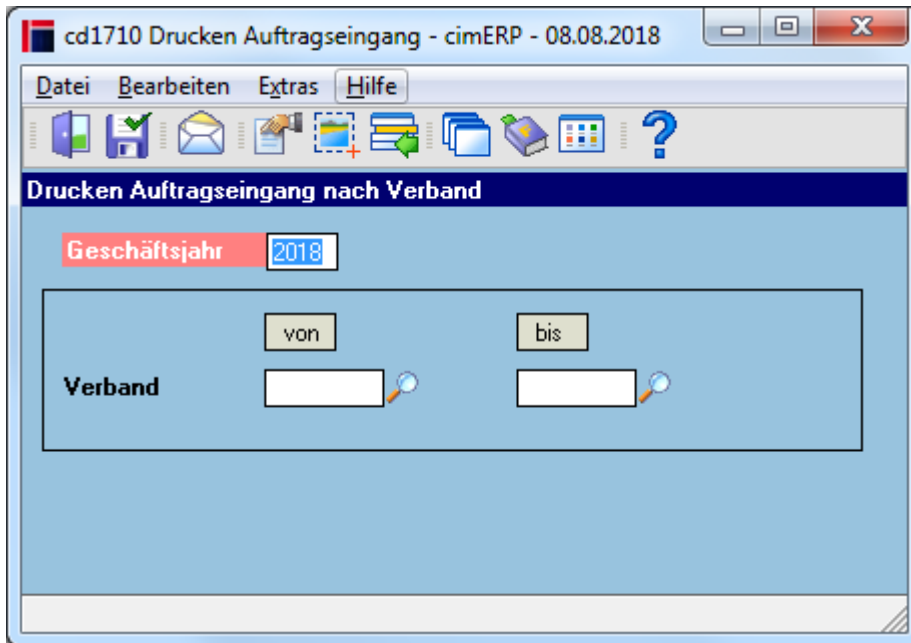 cd1710 Drucken Auftragseingang - cimERP - 08.08.2018
Datei Bearbeiten Extras Hilfe
Drucken Auftragseingang nach Verband
Geschäftsjahr 2018
von bis
Verband